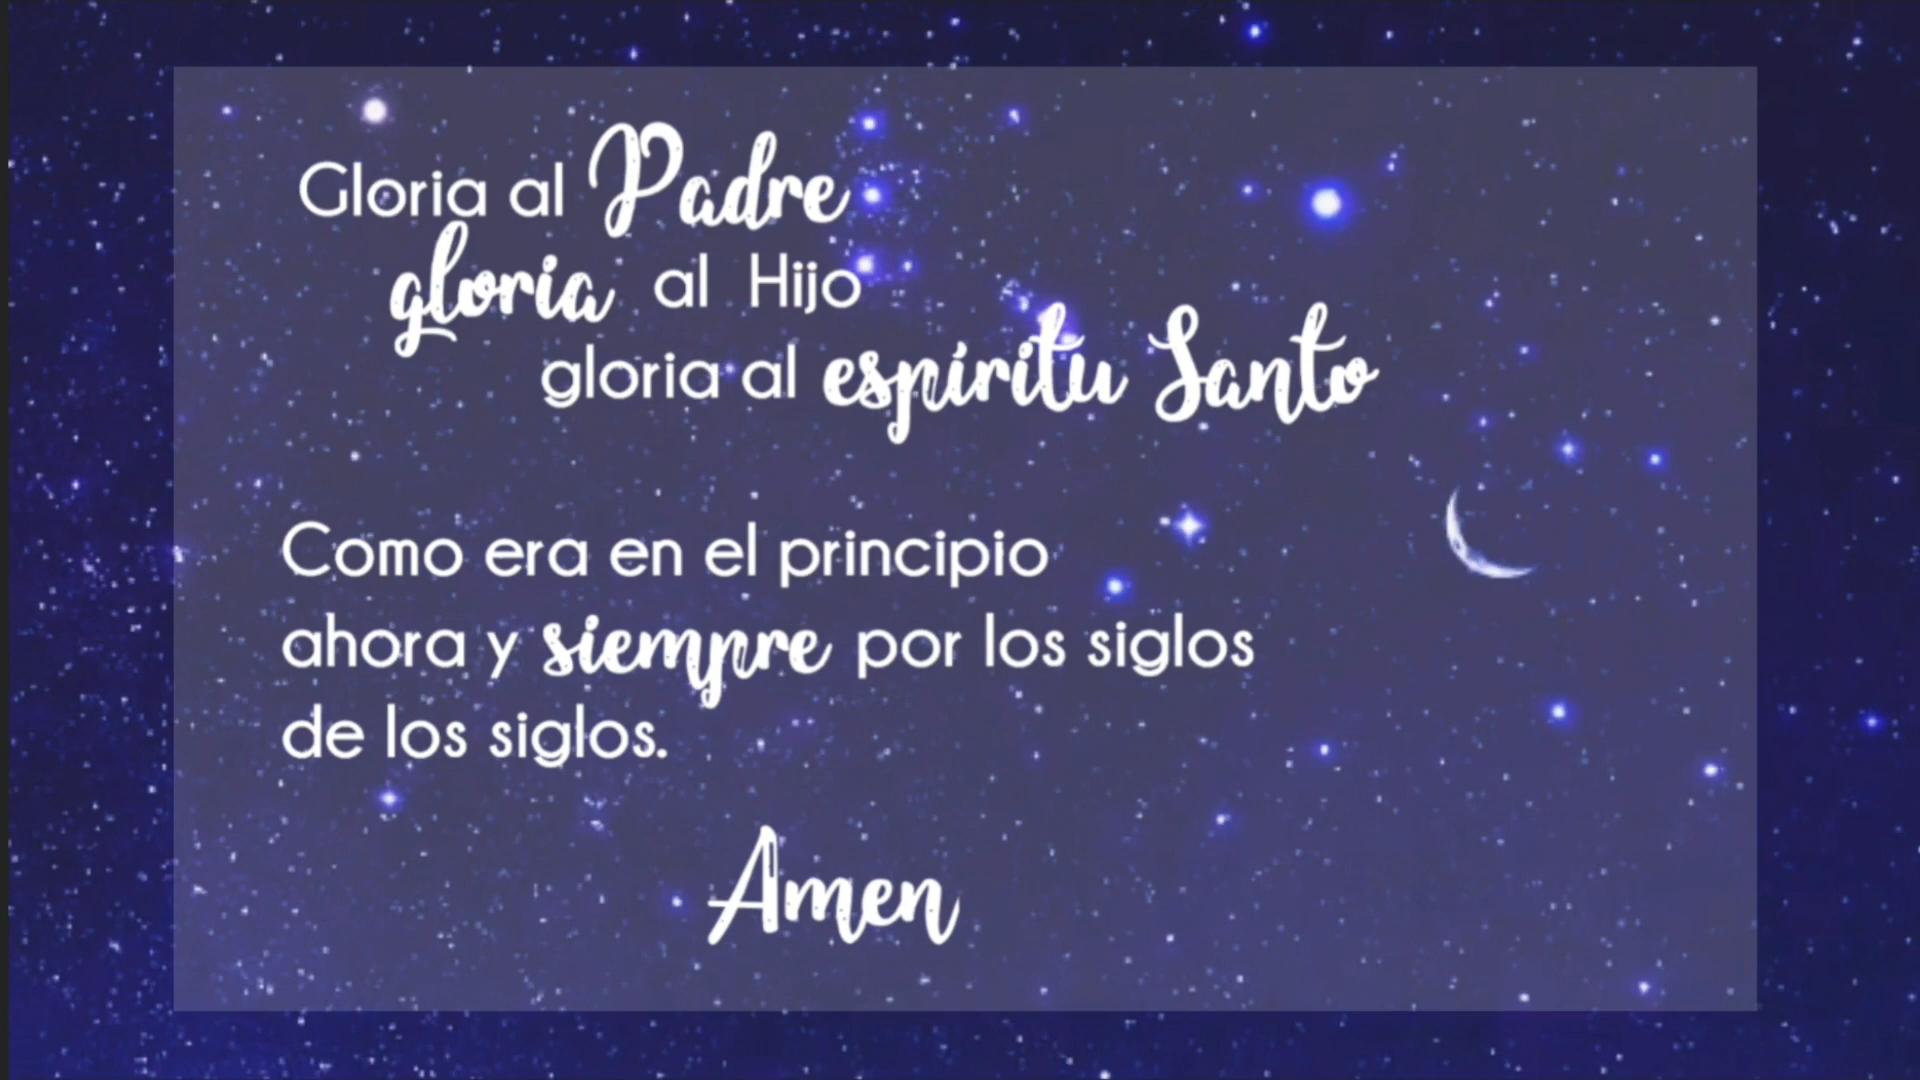 Gloria al Padre
gloria al Hijo
gloria al espíritu Santo
Como era en el principio
ahora y siempre por los siglos
de los siglos.
Amen